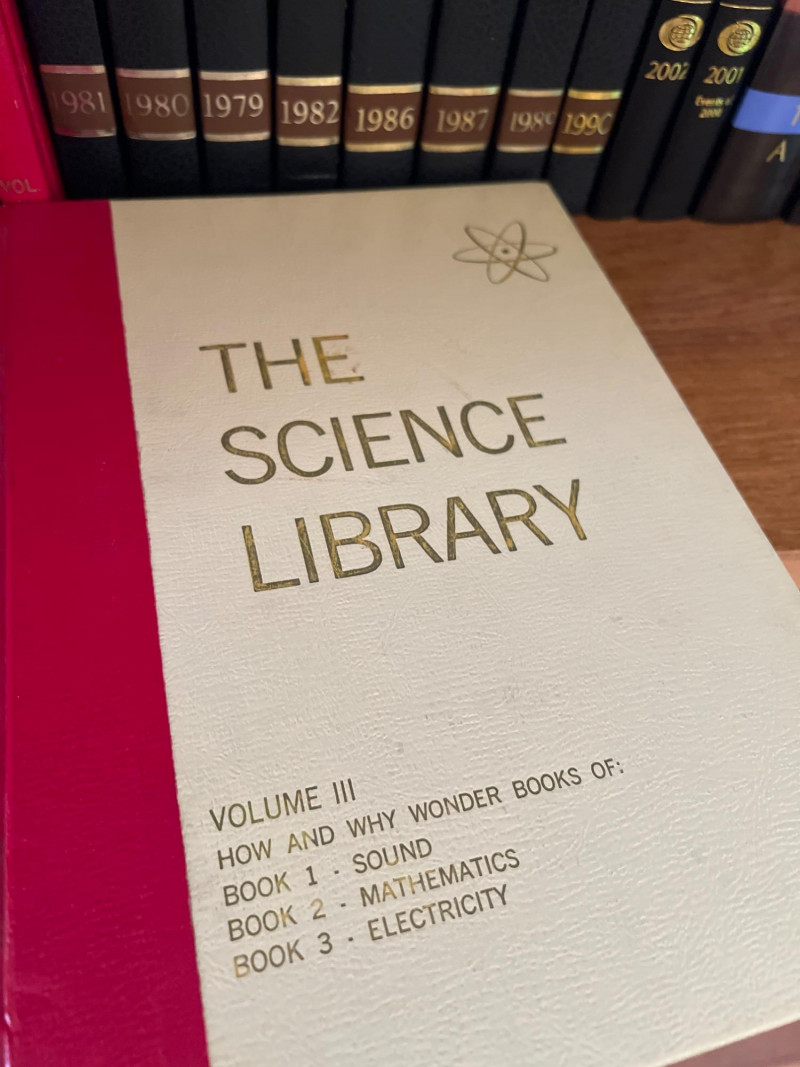 1981
1980
1979
1982
1986
1987
1990
2002
2001
VOL
A
THE
SCIENCE
LIBRARY
VOLUME III
HOW AND WHY WONDER BOOKS OF:
BOOK 1 - SOUND
BOOK 2 - MATHEMATICS
BOOK 3 - ELECTRICITY